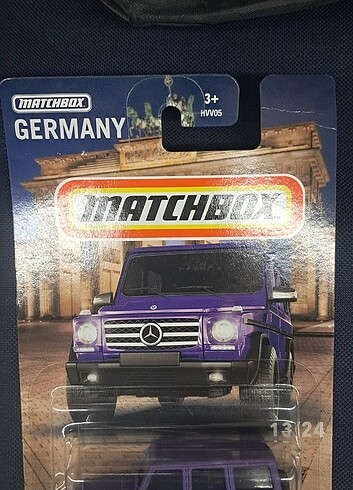 MATCHBOX
3+
HVV05
GERMANY
MATCHBOX
13/24